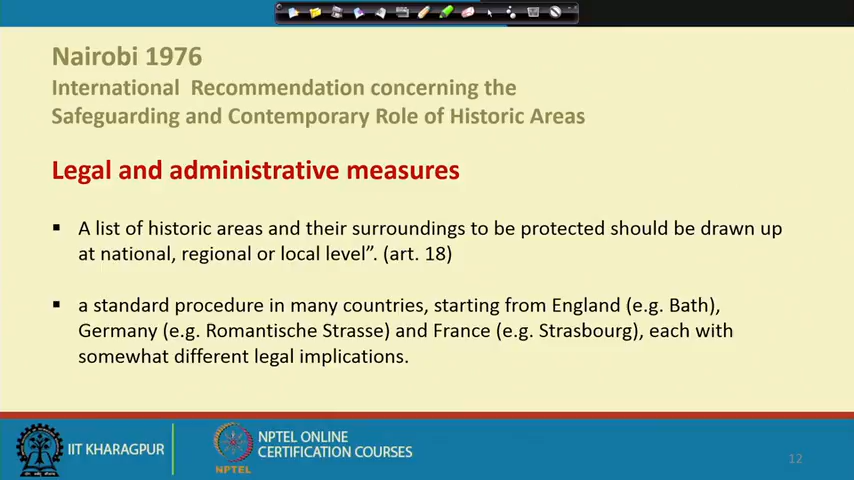 Nairobi 1976
International Recommendation concerning the
Safeguarding and Contemporary Role of Historic Areas
Legal and administrative measures
▪ A list of historic areas and their surroundings to be protected should be drawn up
at national, regional or local level”. (art. 18)
▪ a standard procedure in many countries, starting from England (e.g. Bath),
Germany (e.g. Romantische Strasse) and France (e.g. Strasbourg), each with
somewhat different legal implications.
IIT KHARAGPUR
NPTEL
NPTEL ONLINE
CERTIFICATION COURSES
12